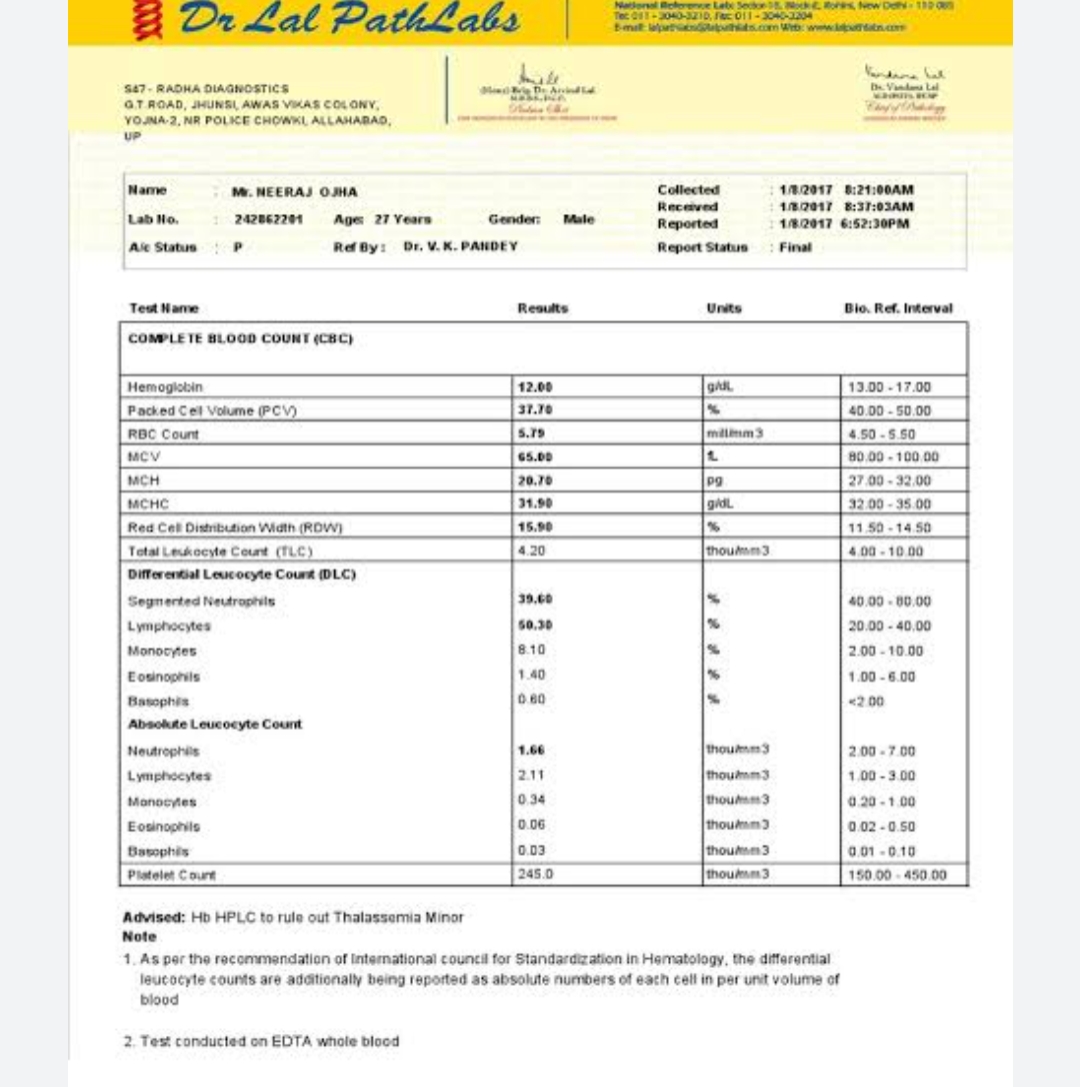 Dr Lal PathLabs
National Reference Lab: Sector-18, Block-E, Rohini, New Delhi - 110 085
Tel: 011 - 3040-3210, Fax: 011 - 3040-3204
E-mail: lalpathlabs@lalpathlabs.com Web: www.lalpathlabs.com
S47 - RADHA DIAGNOSTICS
G.T.ROAD, JHUNSI, AWAS VIKAS COLONY,
YOJNA-2, NR POLICE CHOWKI, ALLAHABAD,
UP
(Hony) Brig. Dr. Arvind Lal
Dr. Vandana Lal
Chief of Pathology
Name : Mr. NEERAJ OJHA Collected : 1/8/2017 8:21:00AM
Received : 1/8/2017 8:37:03AM
Lab No. : 242862201 Age: 27 Years Gender: Male Reported : 1/8/2017 6:52:30PM
A/c Status : P Ref By : Dr. V. K. PANDEY Report Status : Final
Test Name Results Units Bio. Ref. Interval
COMPLETE BLOOD COUNT (CBC)
Hemoglobin 12.00 g/dL 13.00 - 17.00
Packed Cell Volume (PCV) 37.70 % 40.00 - 50.00
RBC Count 5.79 mill/mm3 4.50 - 5.50
MCV 65.00 fL 80.00 - 100.00
MCH 20.70 pg 27.00 - 32.00
MCHC 31.90 g/dL 32.00 - 35.00
Red Cell Distribution Width (RDW) 15.90 % 11.50 - 14.50
Total Leukocyte Count (TLC) 4.20 thou/mm3 4.00 - 10.00
Differential Leucocyte Count (DLC)
Segmented Neutrophils 39.60 % 40.00 - 80.00
Lymphocytes 50.30 % 20.00 - 40.00
Monocytes 8.10 % 2.00 - 10.00
Eosinophils 1.40 % 1.00 - 6.00
Basophils 0.60 % <2.00
Absolute Leucocyte Count
Neutrophils 1.66 thou/mm3 2.00 - 7.00
Lymphocytes 2.11 thou/mm3 1.00 - 3.00
Monocytes 0.34 thou/mm3 0.20 - 1.00
Eosinophils 0.06 thou/mm3 0.02 - 0.50
Basophils 0.03 thou/mm3 0.01 - 0.10
Platelet Count 245.0 thou/mm3 150.00 - 450.00
Advised: Hb HPLC to rule out Thalassemia Minor
Note
1. As per the recommendation of International council for Standardization in Hematology, the differential
leucocyte counts are additionally being reported as absolute numbers of each cell in per unit volume of
blood
2. Test conducted on EDTA whole blood